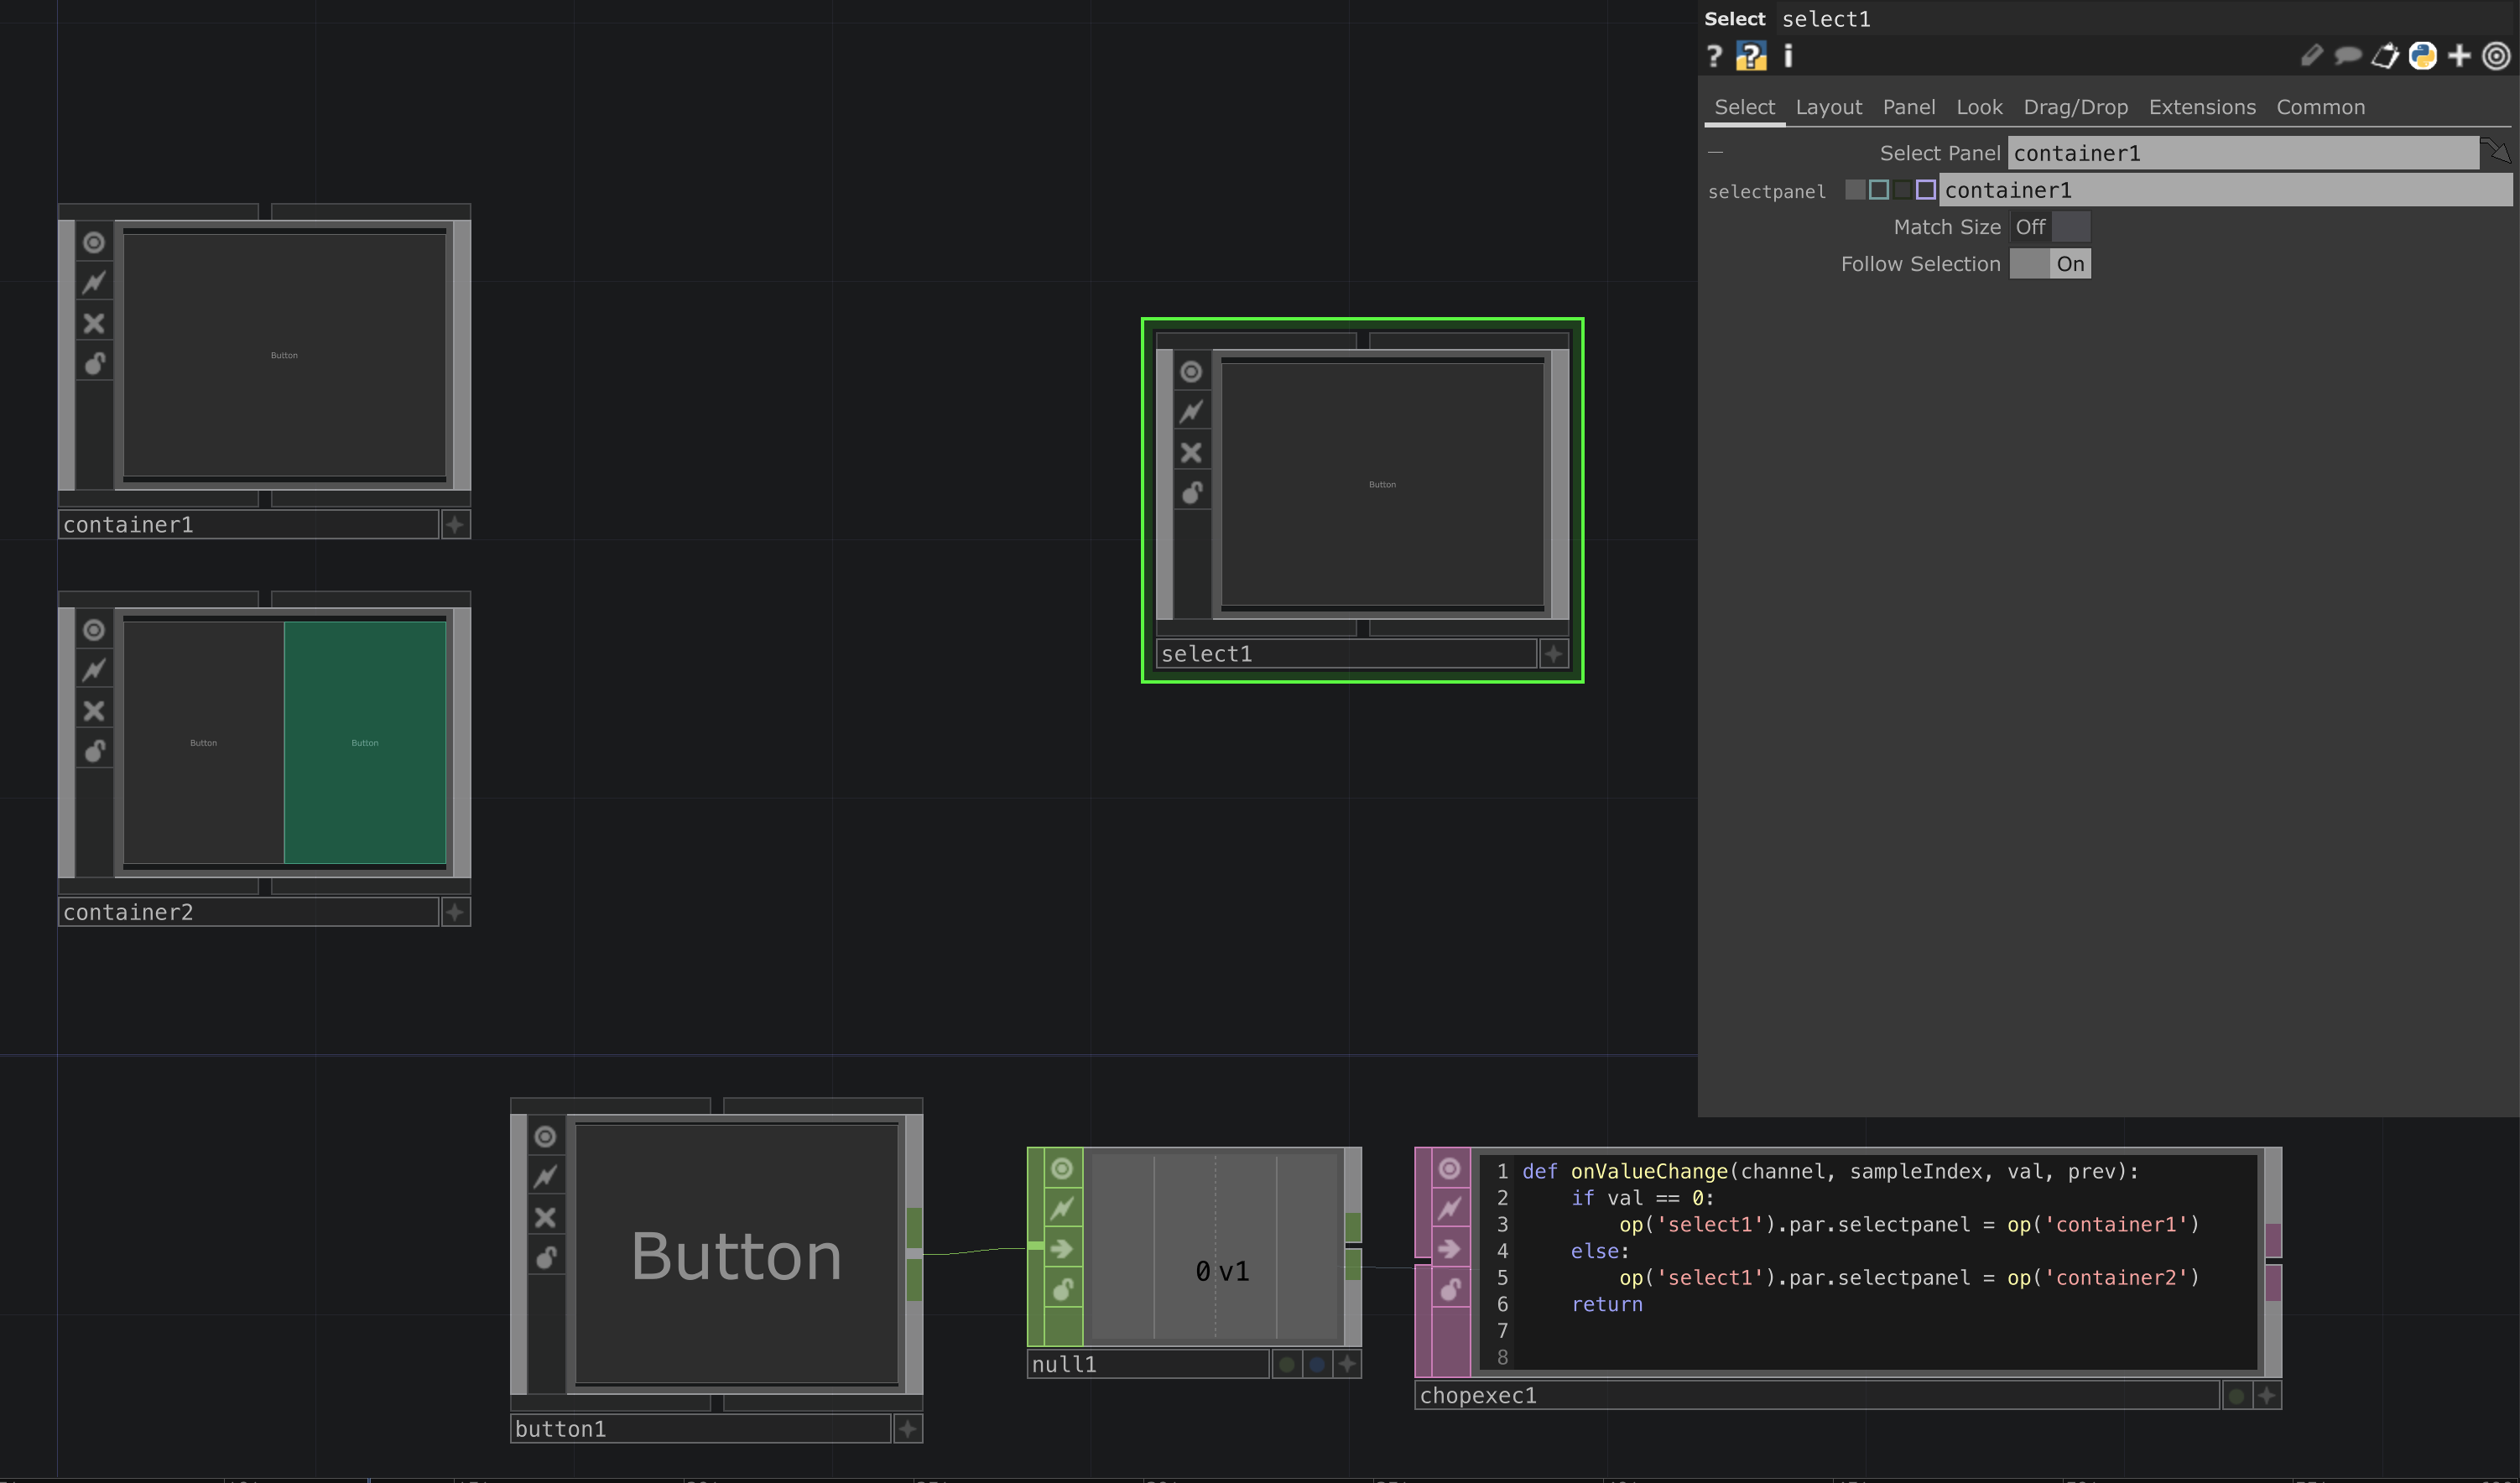 Select select1
? ? i
Select Layout Panel Look Drag/Drop Extensions Common
Select Panel container1
selectpanel container1
Match Size Off
Follow Selection On
Button
container1
Button
select1
Button Button
container2
Button
button1
0 v1
null1
1 def onValueChange(channel, sampleIndex, val, prev):
2 if val == 0:
3 op('select1').par.selectpanel = op('container1')
4 else:
5 op('select1').par.selectpanel = op('container2')
6 return
7
8
chopexec1